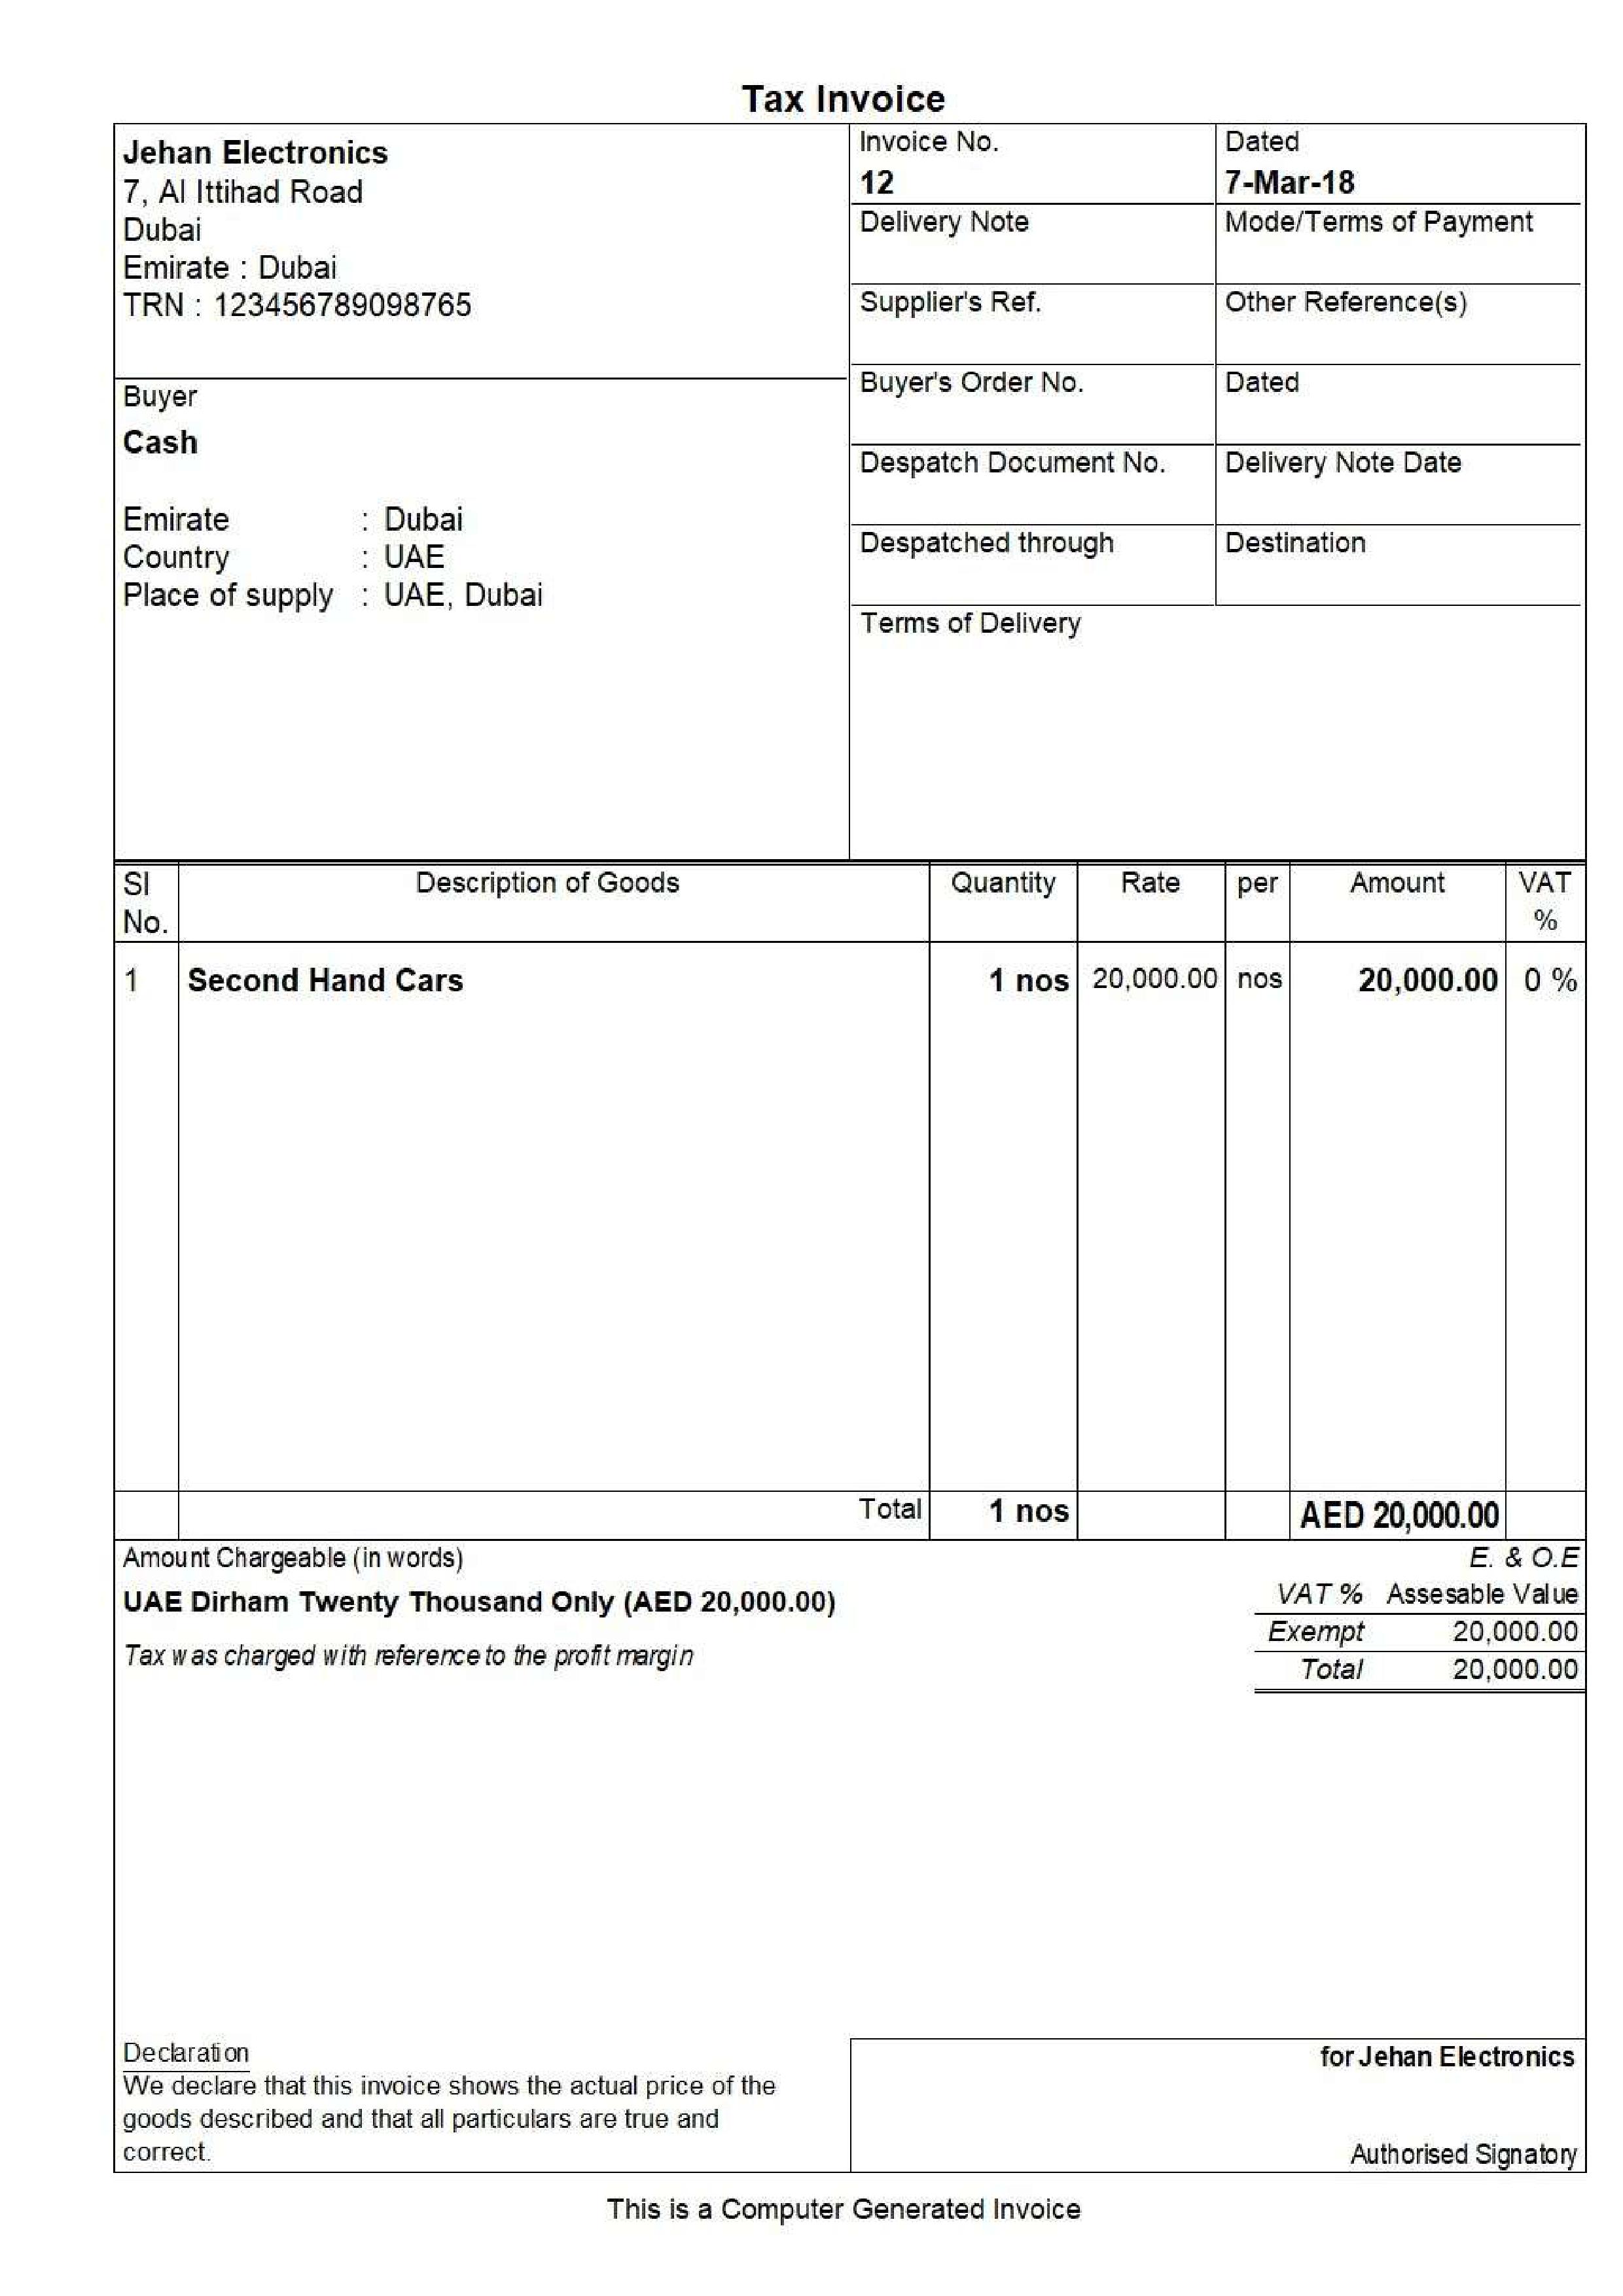 Tax Invoice
Jehan Electronics
7, Al Ittihad Road
Dubai
Emirate : Dubai
TRN : 123456789098765
Invoice No.
12
Dated
7-Mar-18
Delivery Note
Mode/Terms of Payment
Supplier's Ref.
Other Reference(s)
Buyer's Order No.
Dated
Despatch Document No.
Delivery Note Date
Despatched through
Destination
Terms of Delivery
Buyer
Cash
Emirate : Dubai
Country : UAE
Place of supply : UAE, Dubai
Sl No. Description of Goods Quantity Rate per Amount VAT %
1 Second Hand Cars 1 nos 20,000.00 nos 20,000.00 0 %
Total 1 nos AED 20,000.00
Amount Chargeable (in words) E. & O.E
UAE Dirham Twenty Thousand Only (AED 20,000.00)
Tax was charged with reference to the profit margin
VAT % Assesable Value
Exempt 20,000.00
Total 20,000.00
Declaration
We declare that this invoice shows the actual price of the
goods described and that all particulars are true and
correct.
for Jehan Electronics
Authorised Signatory
This is a Computer Generated Invoice